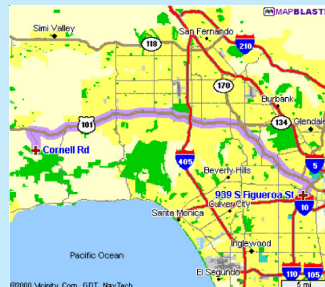 MAPBLAST!
Simi Valley
118
San Fernando
210
170
Burbank
101
134
Glendale
Cornell Rd
405
5
Beverly Hills
939 S Figueroa St
Culver City
10
Santa Monica
Inglewood
Pacific Ocean
El Segundo
110
105
©2000 Vicinity Corp, GDT, NavTech
5 mi